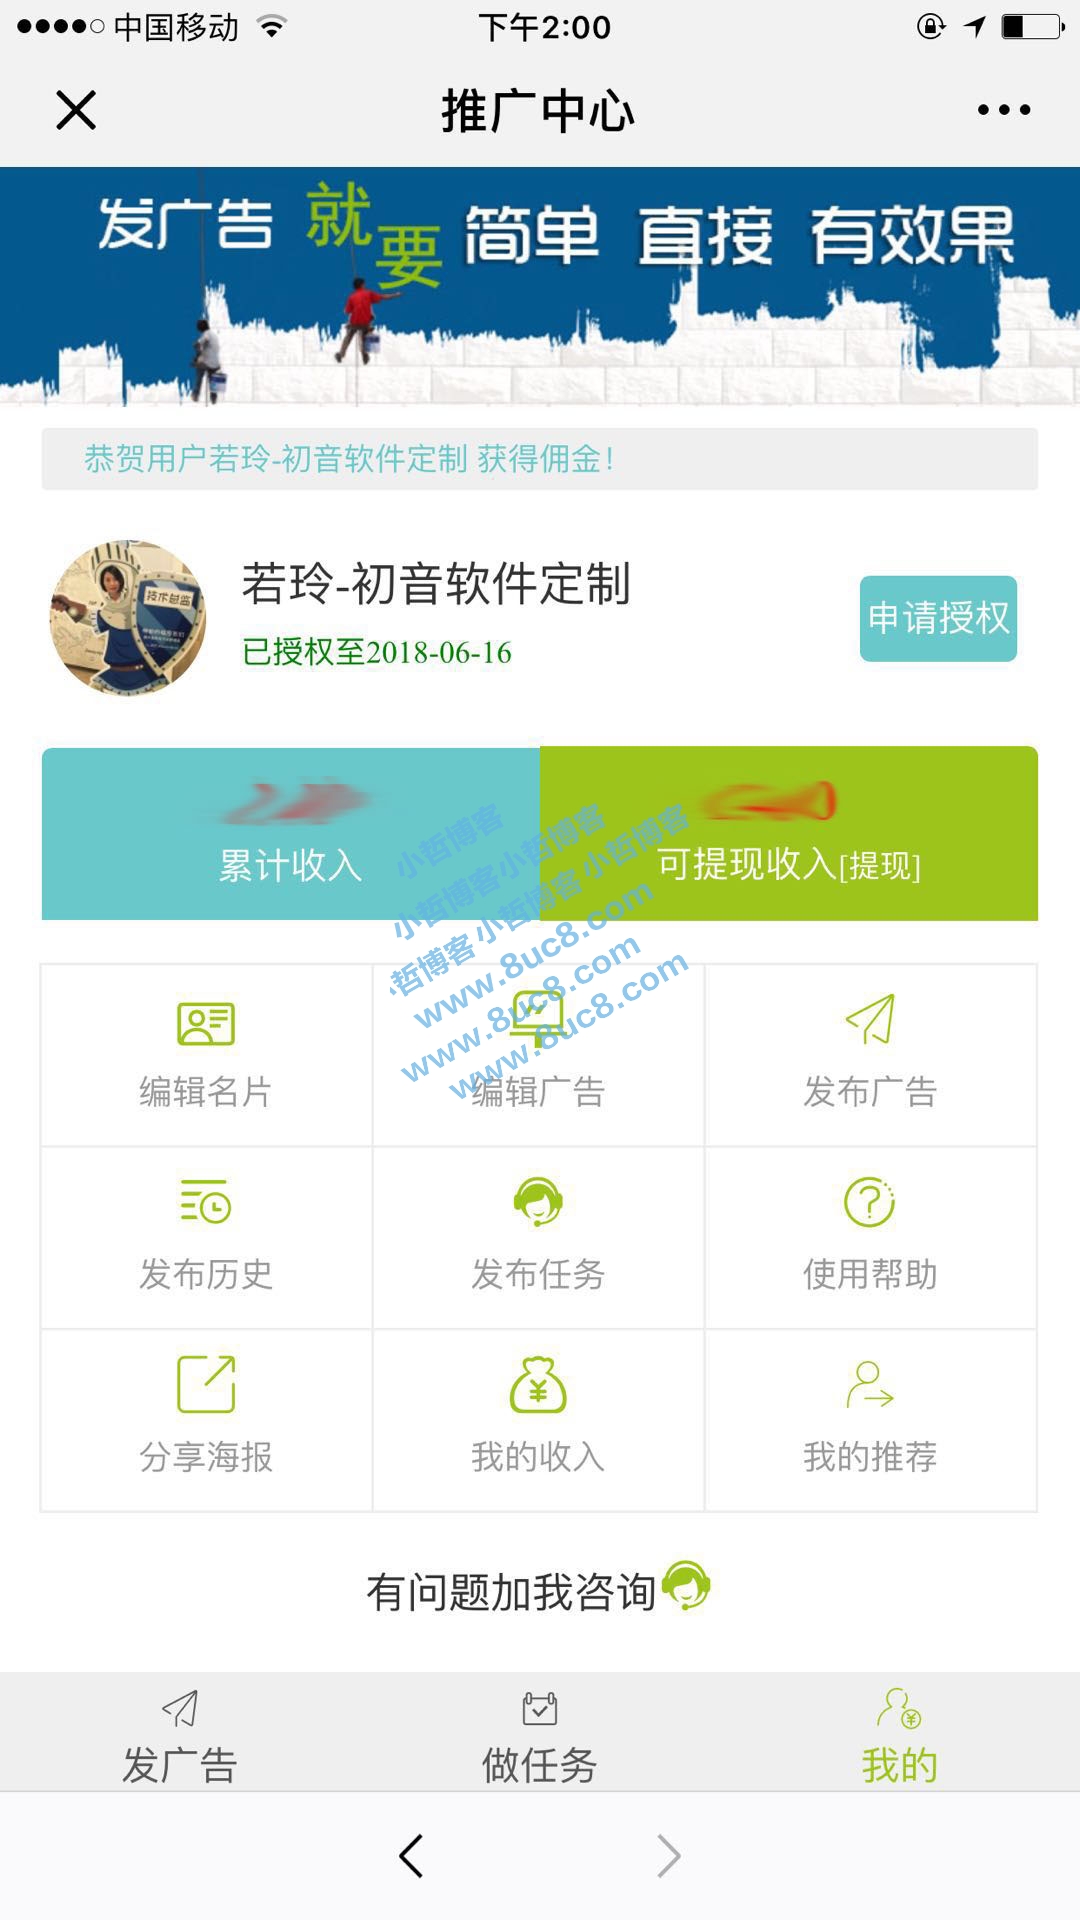 中国移动 下午2:00
推广中心
发广告 就要 简单 直接 有效果
恭贺用户若玲-初音软件定制 获得佣金!
技术总监
若玲-初音软件定制
已授权至2018-06-16
申请授权
累计收入
可提现收入[提现]
小哲博客
小哲博客小哲博客
小哲博客小哲博客小哲博客
www.8uc8.com
www.8uc8.com
www.8uc8.com
编辑名片 编辑广告 发布广告
发布历史 发布任务 使用帮助
分享海报 我的收入 我的推荐
有问题加我咨询
发广告 做任务 我的